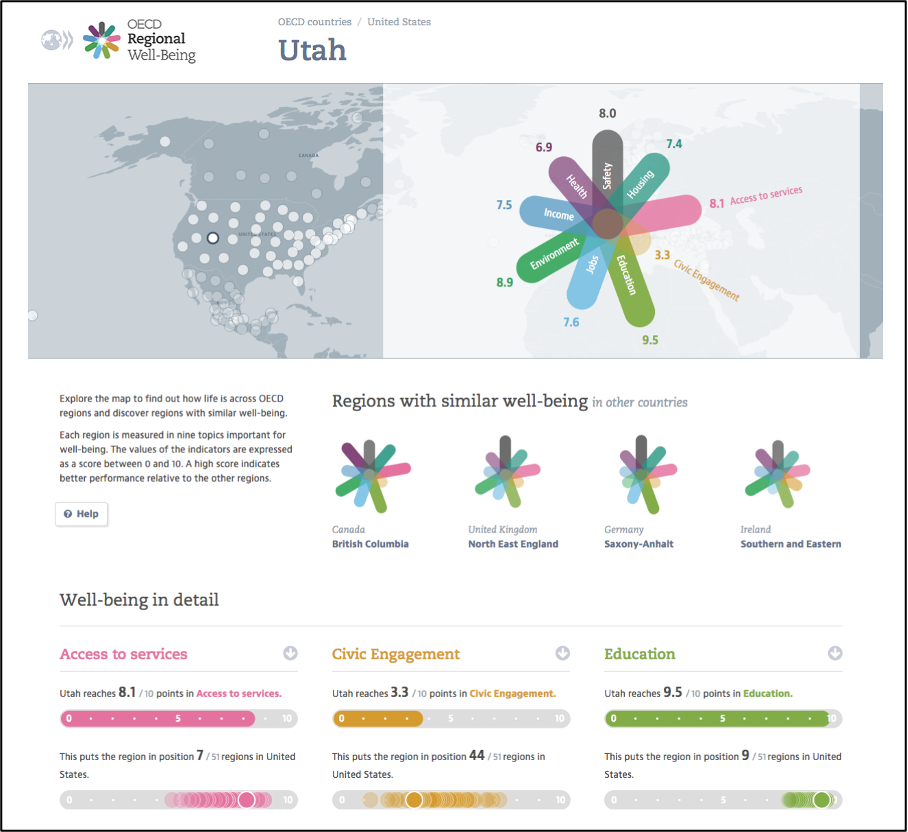 OECD
Regional
Well-Being
OECD countries / United States
Utah
CANADA
UNITED STATES
8.0
6.9
7.4
7.5
8.1 Access to services
3.3 Civic Engagement
8.9
7.6
9.5
Safety
Health
Housing
Income
Environment
Jobs
Education
Explore the map to find out how life is across OECD
regions and discover regions with similar well-being.
Each region is measured in nine topics important for
well-being. The values of the indicators are expressed
as a score between 0 and 10. A high score indicates
better performance relative to the other regions.
? Help
Regions with similar well-being in other countries
Canada
British Columbia
United Kingdom
North East England
Germany
Saxony-Anhalt
Ireland
Southern and Eastern
Well-being in detail
Access to services
Utah reaches 8.1 / 10 points in Access to services.
0 5 10
This puts the region in position 7 / 51 regions in United
States.
0 10
Civic Engagement
Utah reaches 3.3 / 10 points in Civic Engagement.
0 5 10
This puts the region in position 44 / 51 regions in
United States.
0 10
Education
Utah reaches 9.5 / 10 points in Education.
0 5 10
This puts the region in position 9 / 51 regions in United
States.
0 5